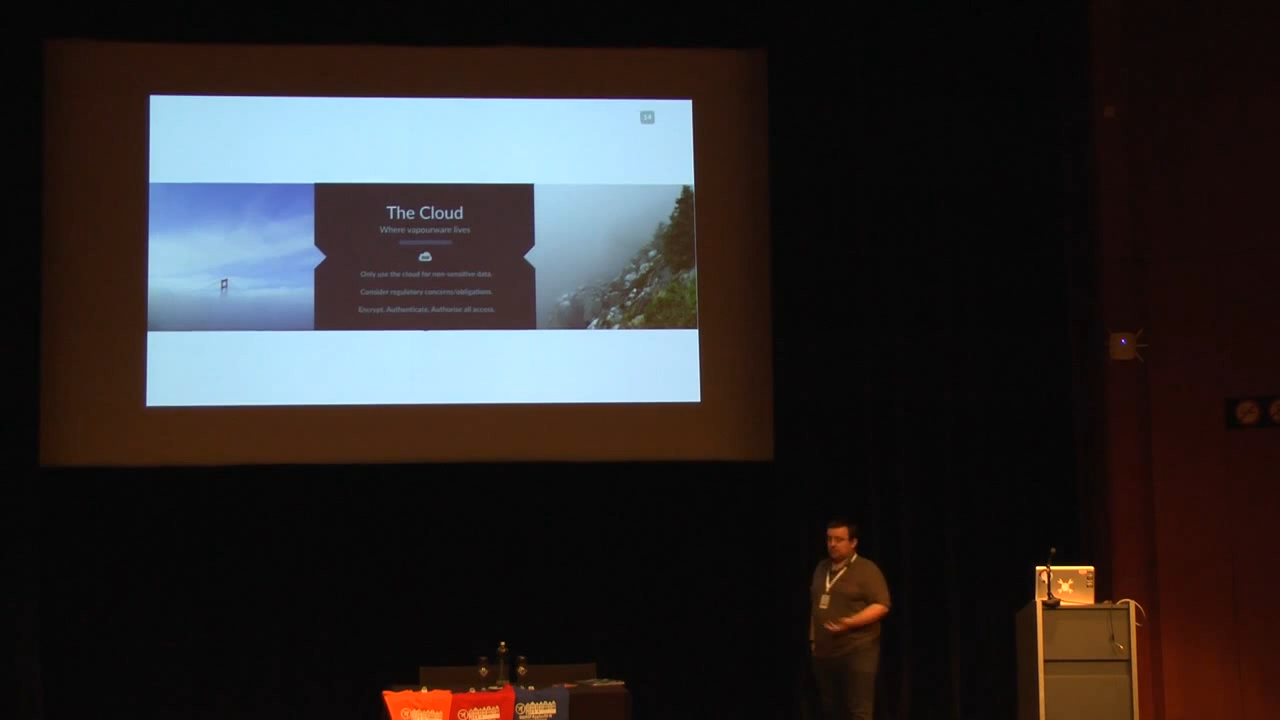 14
The Cloud
Where vapourware lives
Only use the cloud for non-sensitive data.
Consider regulatory concerns/obligations.
Encrypt. Authenticate. Authorise all access.